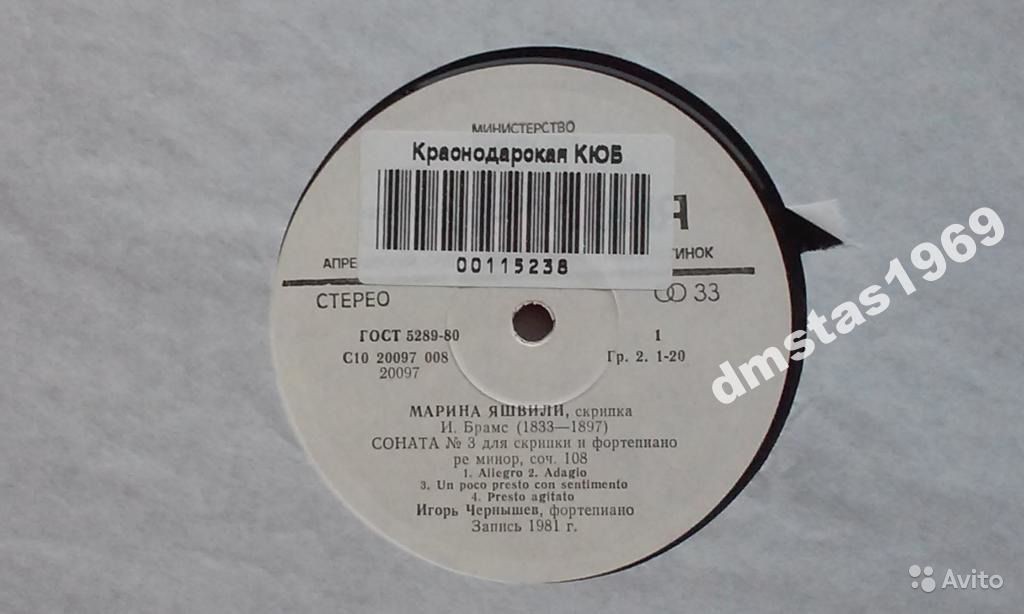 МИНИСТЕРСТВО
Краснодарская КЮБ
00115238
Я
АПРЕ
ТИНОК
СТЕРЕО
33
ГОСТ 5289-80
1
С10 20097 008
Гр. 2. 1-20
20097
МАРИНА ЯШВИЛИ, скрипка
И. Брамс (1833—1897)
СОНАТА № 3 для скрипки и фортепиано
ре минор, соч. 108
1. Allegro 2. Adagio
3. Un poco presto con sentimento
4. Presto agitato
Игорь Чернышев, фортепиано
Запись 1981 г.
dmstas1969
Avito